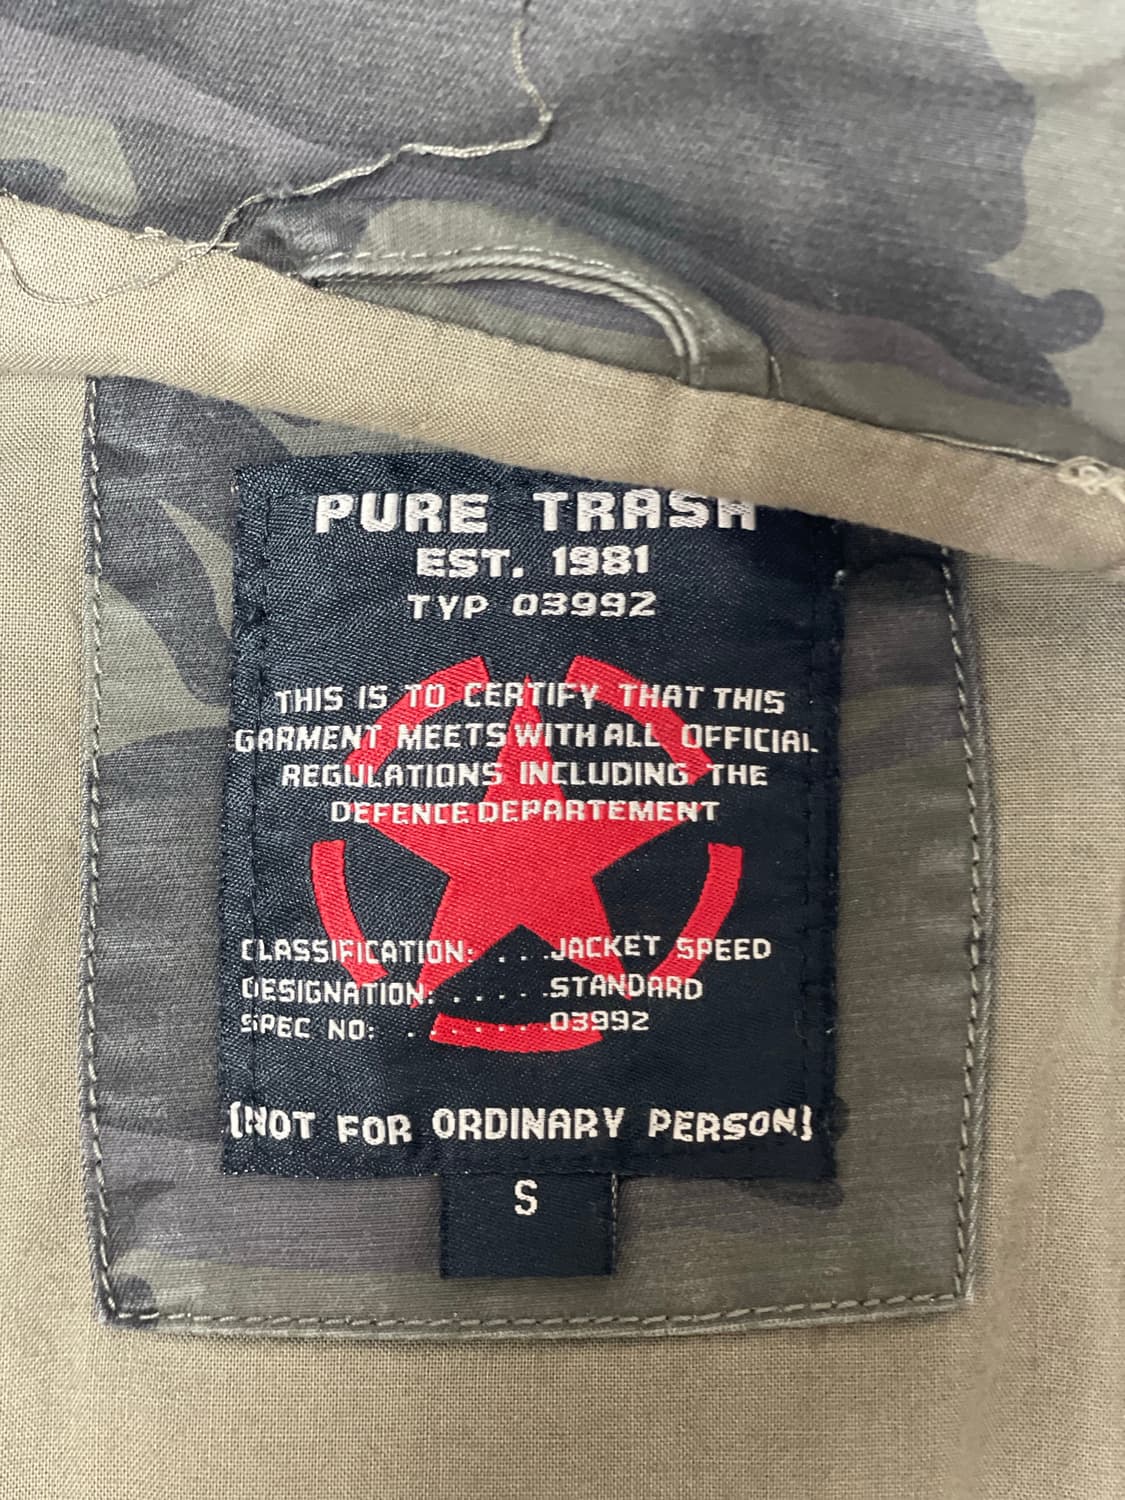 PURE TRASH
EST. 1981
TYP 03992
THIS IS TO CERTIFY THAT THIS
GARMENT MEETS WITH ALL OFFICIAL
REGULATIONS INCLUDING THE
DEFENCE DEPARTEMENT
CLASSIFICATION: . . .JACKET SPEED
DESIGNATION: . . . . .STANDARD
SPEC NO: . . . . . . .03992
(NOT FOR ORDINARY PERSON)
S